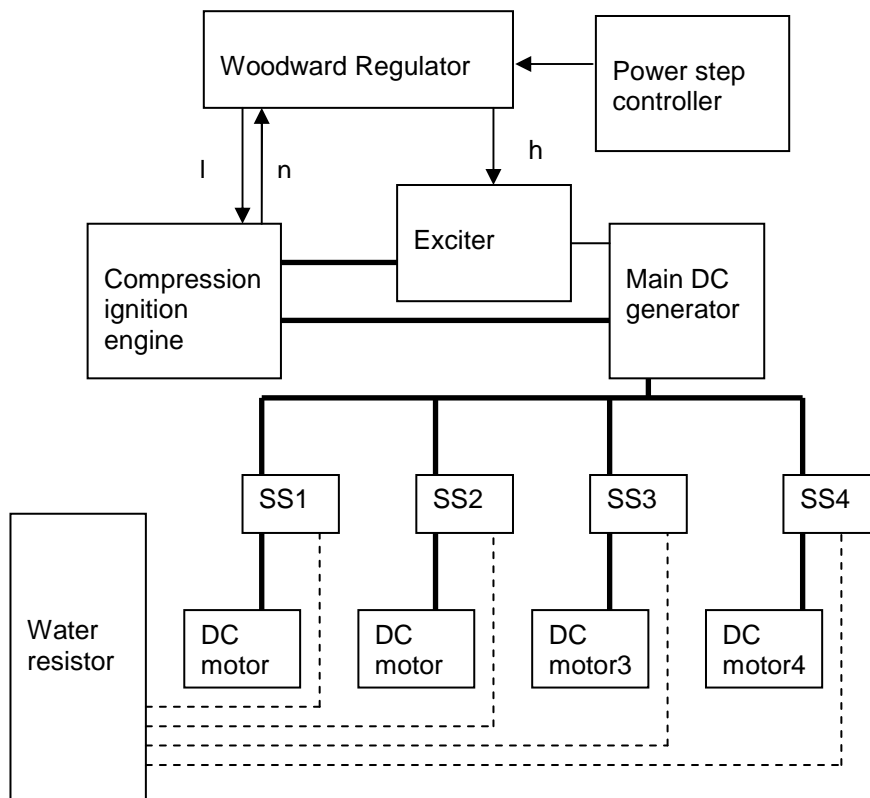 Woodward Regulator
Power step
controller
l
n
h
Exciter
Compression
ignition
engine
Main DC
generator
SS1
SS2
SS3
SS4
Water
resistor
DC
motor
DC
motor
DC
motor3
DC
motor4